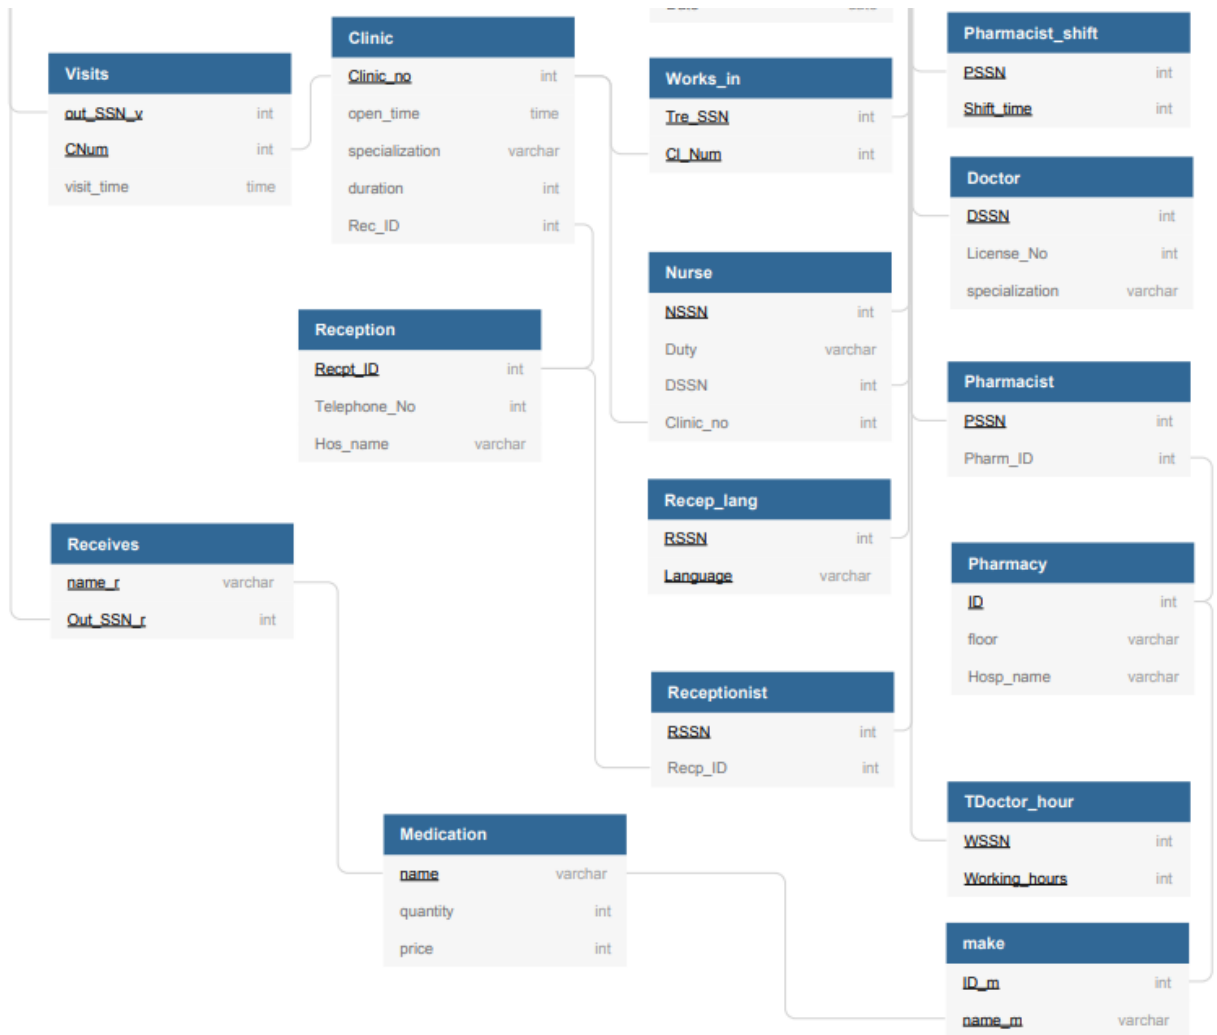 Visits
out_SSN_v int
CNum int
visit_time time
Clinic
Clinic_no int
open_time time
specialization varchar
duration int
Rec_ID int
Works_in
Tre_SSN int
Cl_Num int
Pharmacist_shift
PSSN int
Shift_time int
Doctor
DSSN int
License_No int
specialization varchar
Nurse
NSSN int
Duty varchar
DSSN int
Clinic_no int
Reception
Recpt_ID int
Telephone_No int
Hos_name varchar
Pharmacist
PSSN int
Pharm_ID int
Recep_lang
RSSN int
Language varchar
Receives
name_r varchar
Out_SSN_r int
Pharmacy
ID int
floor varchar
Hosp_name varchar
Receptionist
RSSN int
Recp_ID int
TDoctor_hour
WSSN int
Working_hours int
Medication
name varchar
quantity int
price int
make
ID_m int
name_m varchar